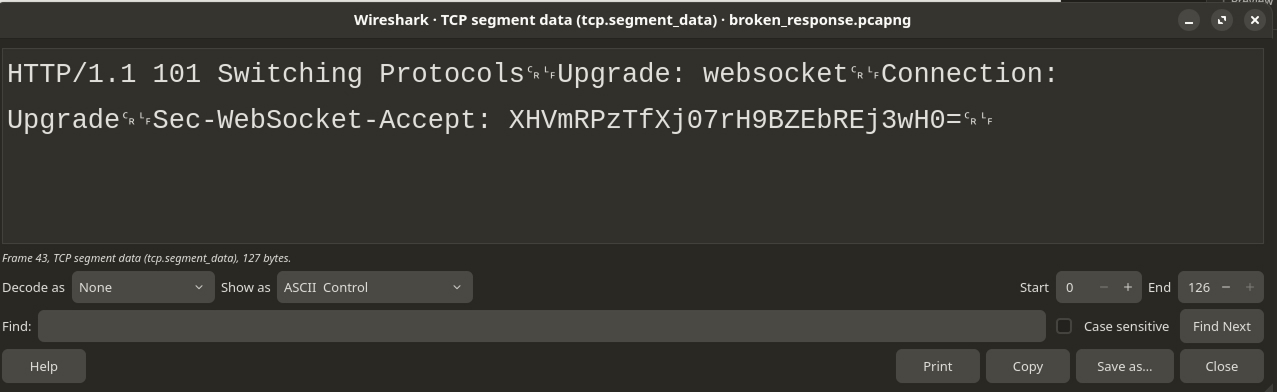 Wireshark · TCP segment data (tcp.segment_data) · broken_response.pcapng
HTTP/1.1 101 Switching Protocols␍␊Upgrade: websocket␍␊Connection:
Upgrade␍␊Sec-WebSocket-Accept: XHVmRPzTfXj07rH9BZEbREj3wH0=␍␊
Frame 43, TCP segment data (tcp.segment_data), 127 bytes.
Decode as None Show as ASCII Control Start 0 − + End 126 − +
Find: Case sensitive Find Next
Help Print Copy Save as... Close